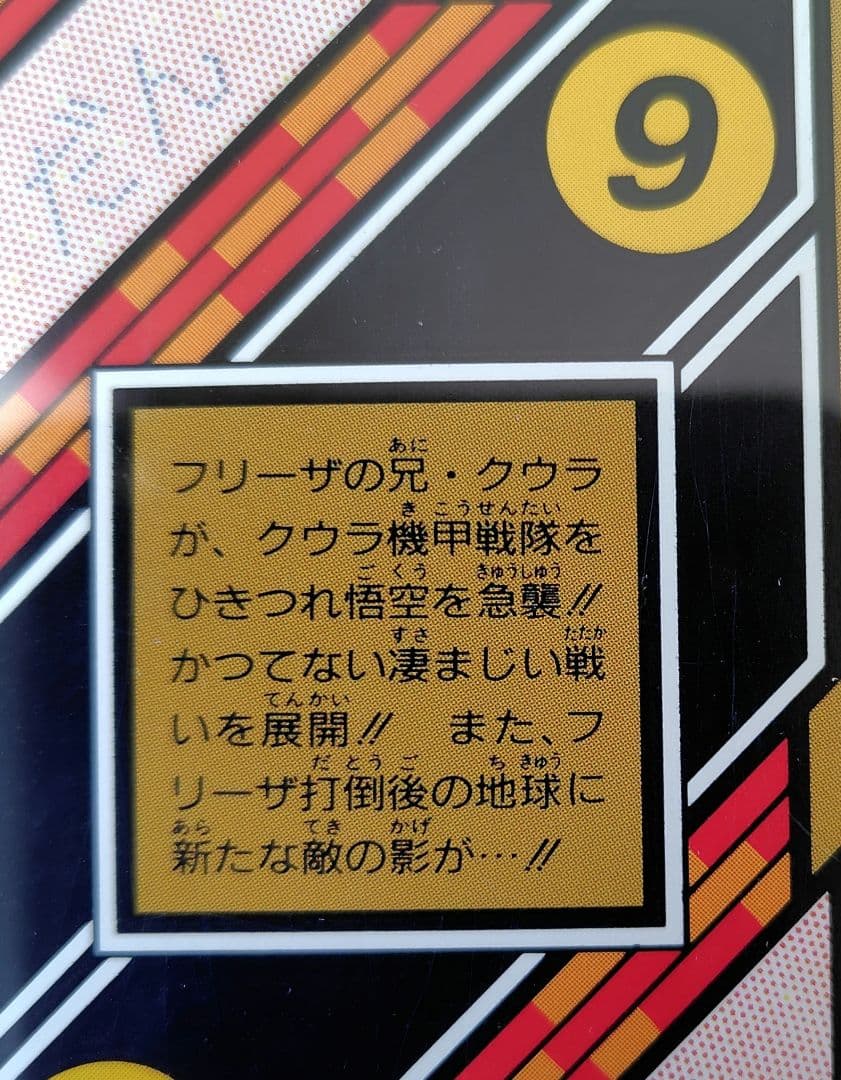 だん
9
フリーザの兄・クウラ
が、クウラ機甲戦隊を
ひきつれ悟空を急襲!!
かつてない凄まじい戦
いを展開!!　また、フ
リーザ打倒後の地球に
新たな敵の影が…!!